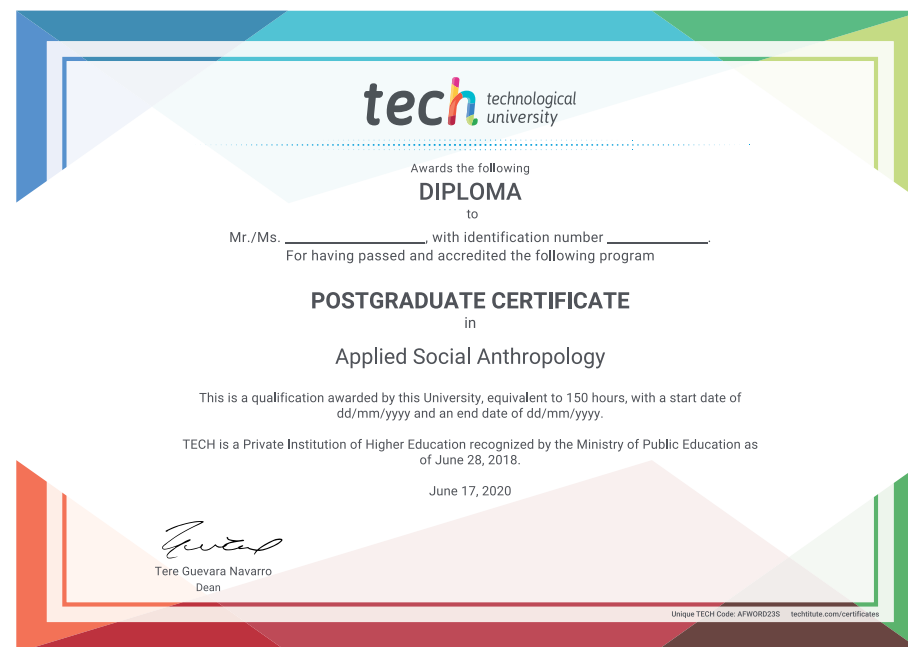 tech technological
university
Awards the following
DIPLOMA
to
Mr./Ms. ____________________, with identification number ______________.
For having passed and accredited the following program
POSTGRADUATE CERTIFICATE
in
Applied Social Anthropology
This is a qualification awarded by this University, equivalent to 150 hours, with a start date of
dd/mm/yyyy and an end date of dd/mm/yyyy.
TECH is a Private Institution of Higher Education recognized by the Ministry of Public Education as
of June 28, 2018.
June 17, 2020
Tere Guevara Navarro
Dean
Unique TECH Code: AFWORD23S techtitute.com/certificates